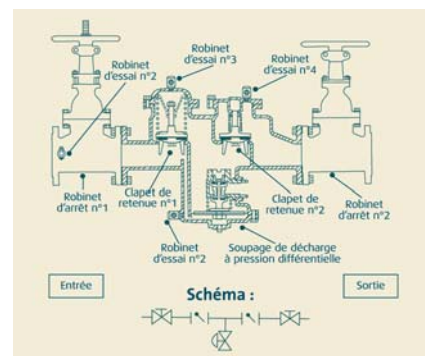 Robinet
d'essai n°3
Robinet
d'essai n°2
Robinet
d'essai n°4
Robinet
d'arrêt n°1
Clapet de
retenue n°1
Clapet de
retenue n°2
Robinet
d'arrêt n°2
Robinet
d'essai n°2
Soupage de décharge
à pression différentielle
Entrée
Schéma :
Sortie